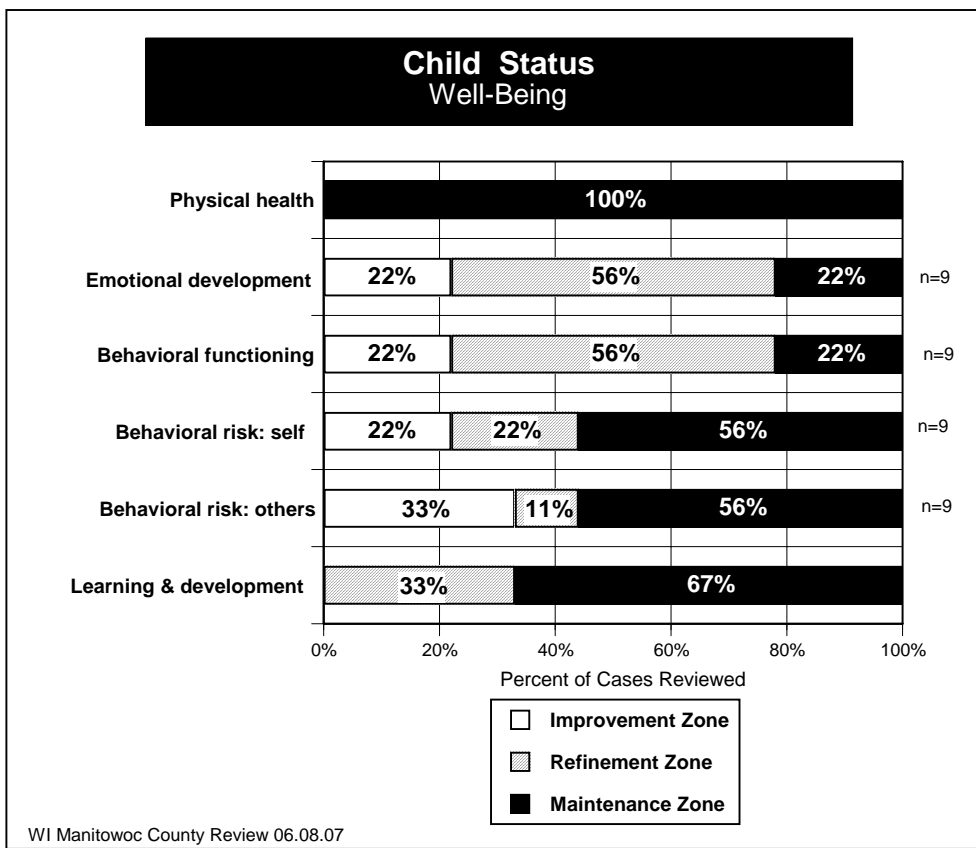 Child Status
Well-Being
Physical health
100%
Emotional development
22%
56%
22%
n=9
Behavioral functioning
22%
56%
22%
n=9
Behavioral risk: self
22%
22%
56%
n=9
Behavioral risk: others
33%
11%
56%
n=9
Learning & development
33%
67%
0%
20%
40%
60%
80%
100%
Percent of Cases Reviewed
Improvement Zone
Refinement Zone
Maintenance Zone
WI Manitowoc County Review 06.08.07